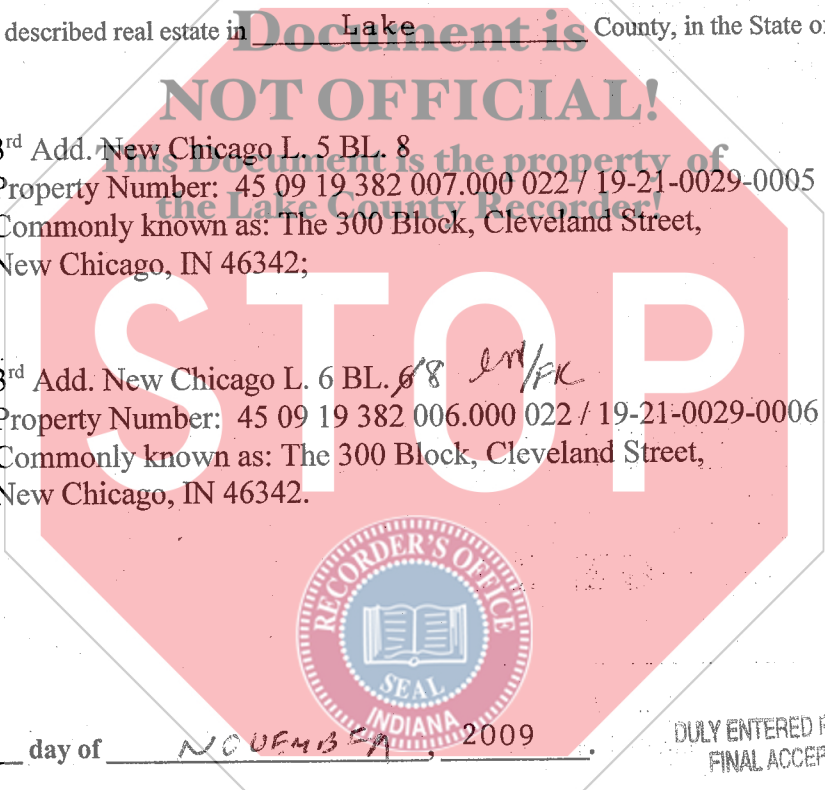 described real estate in Lake County, in the State of
Document is
NOT OFFICIAL!
This Document is the property of
the Lake County Recorder!
3rd Add. New Chicago L. 5 BL. 8
Property Number: 45 09 19 382 007.000 022 / 19-21-0029-0005
Commonly known as: The 300 Block, Cleveland Street,
New Chicago, IN 46342;
STOP
3rd Add. New Chicago L. 6 BL. 6 8
Property Number: 45 09 19 382 006.000 022 / 19-21-0029-0006
Commonly known as: The 300 Block, Cleveland Street,
New Chicago, IN 46342.
RECORDER'S OFFICE
SEAL
INDIANA
day of NOVEMBER, 2009.
DULY ENTERED
FINAL ACCEP